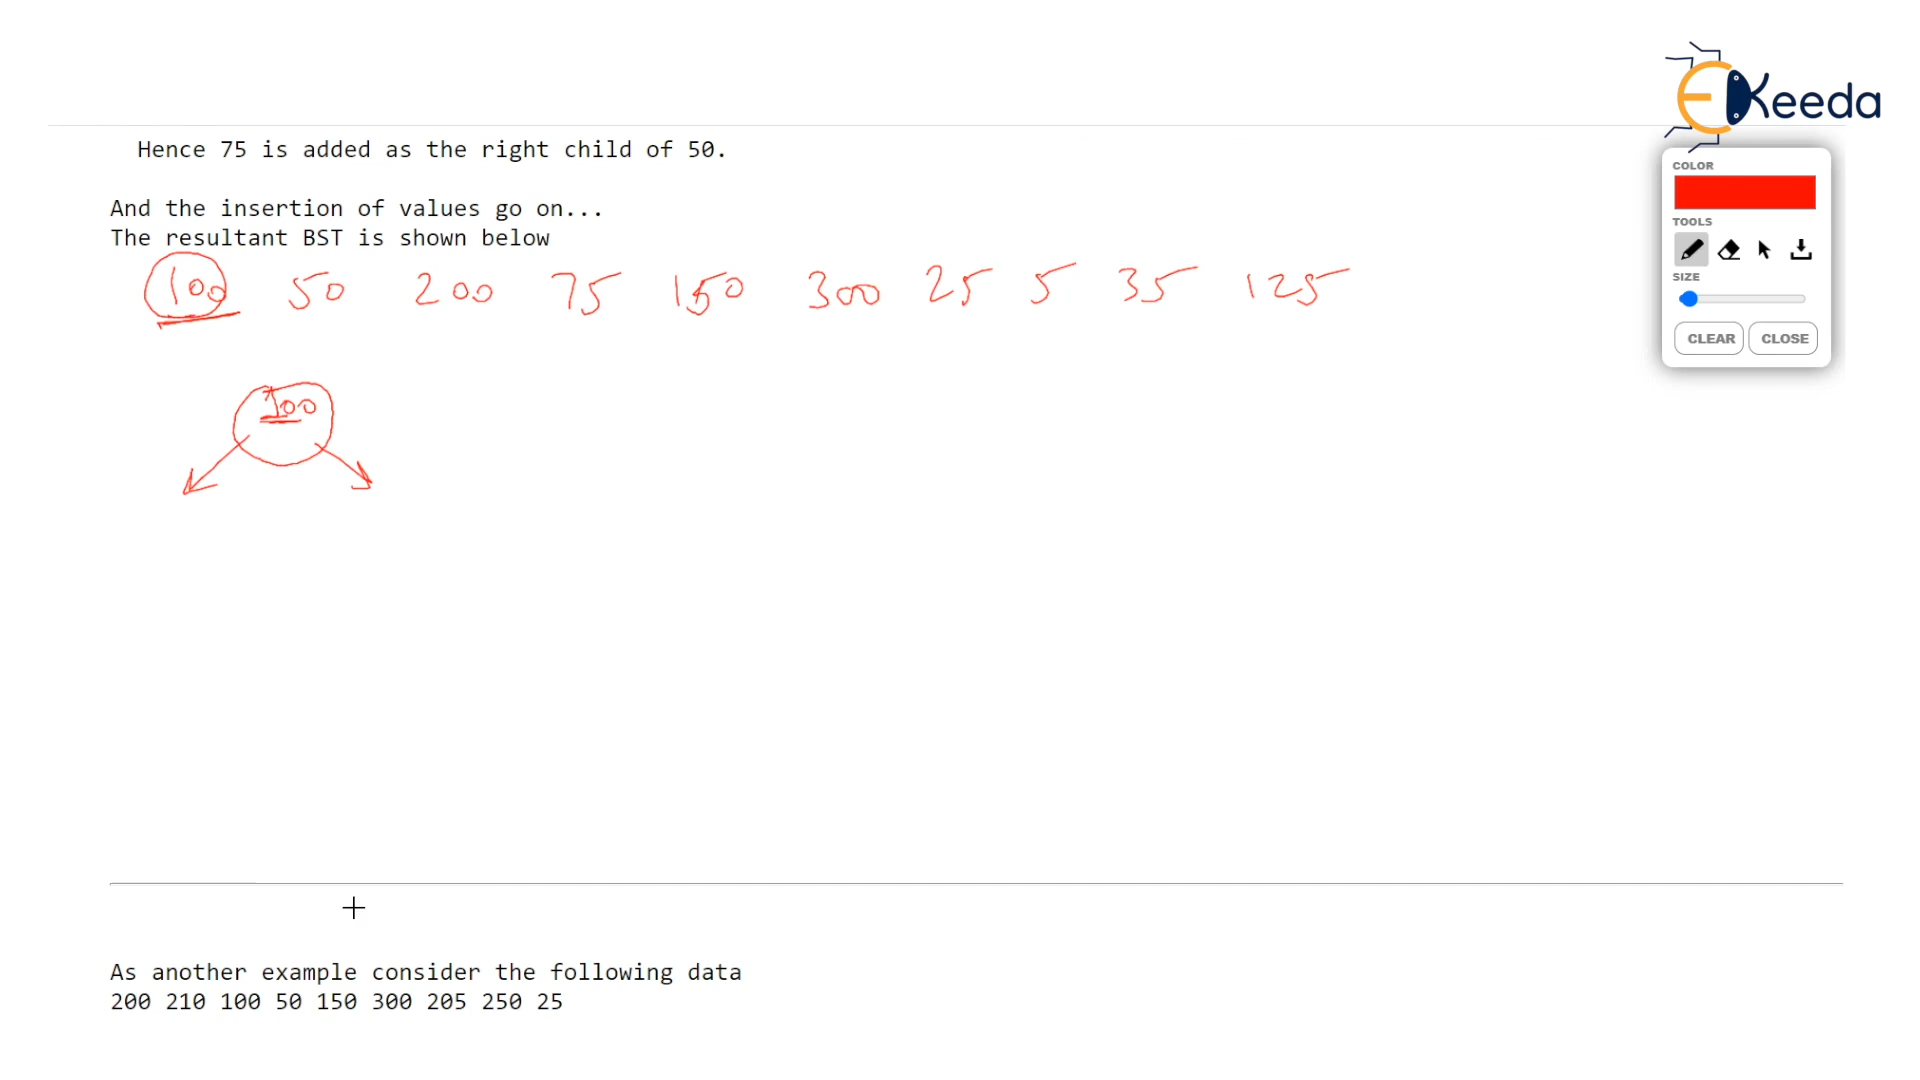 Keeda
Hence 75 is added as the right child of 50.
COLOR
And the insertion of values go on...
TOOLS
The resultant BST is shown below
SIZE
100 50 200 75 150 300 25 5 35 125
CLEAR CLOSE
100
As another example consider the following data
200 210 100 50 150 300 205 250 25